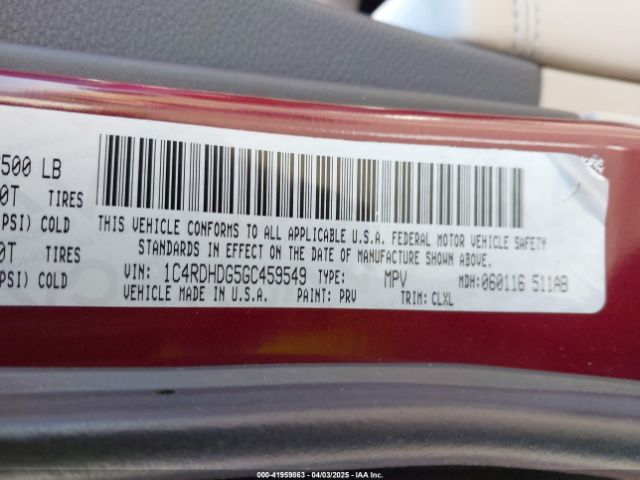 500 LB
0T TIRES
PSI) COLD
0T TIRES
PSI) COLD
THIS VEHICLE CONFORMS TO ALL APPLICABLE U.S.A. FEDERAL MOTOR VEHICLE SAFETY
STANDARDS IN EFFECT ON THE DATE OF MANUFACTURE SHOWN ABOVE.
VIN: 1C4RDHDG5GC459549 TYPE: MPV MDH:060116 511AB
VEHICLE MADE IN U.S.A. PAINT: PRV TRIM: CLXL
000-41959863 | 04/03/2025 - IAA Inc.